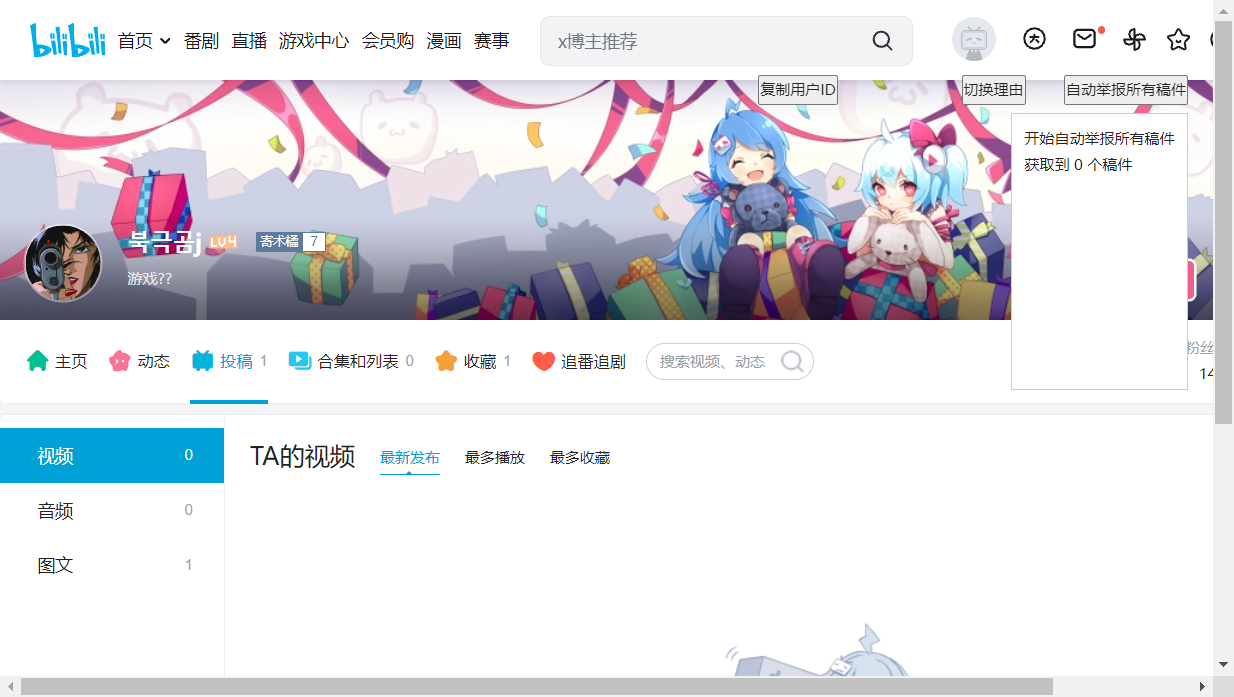 bilibili 首页 番剧 直播 游戏中心 会员购 漫画 赛事 x博主推荐
复制用户ID 切换理由 自动举报所有稿件
开始自动举报所有稿件
获取到 0 个稿件
북극곰j LV4 寄术橘 7
游戏??
主页 动态 投稿 1 合集和列表 0 收藏 1 追番追剧 搜索视频、动态 粉丝
14
视频 0
音频 0
图文 1
TA的视频 最新发布 最多播放 最多收藏